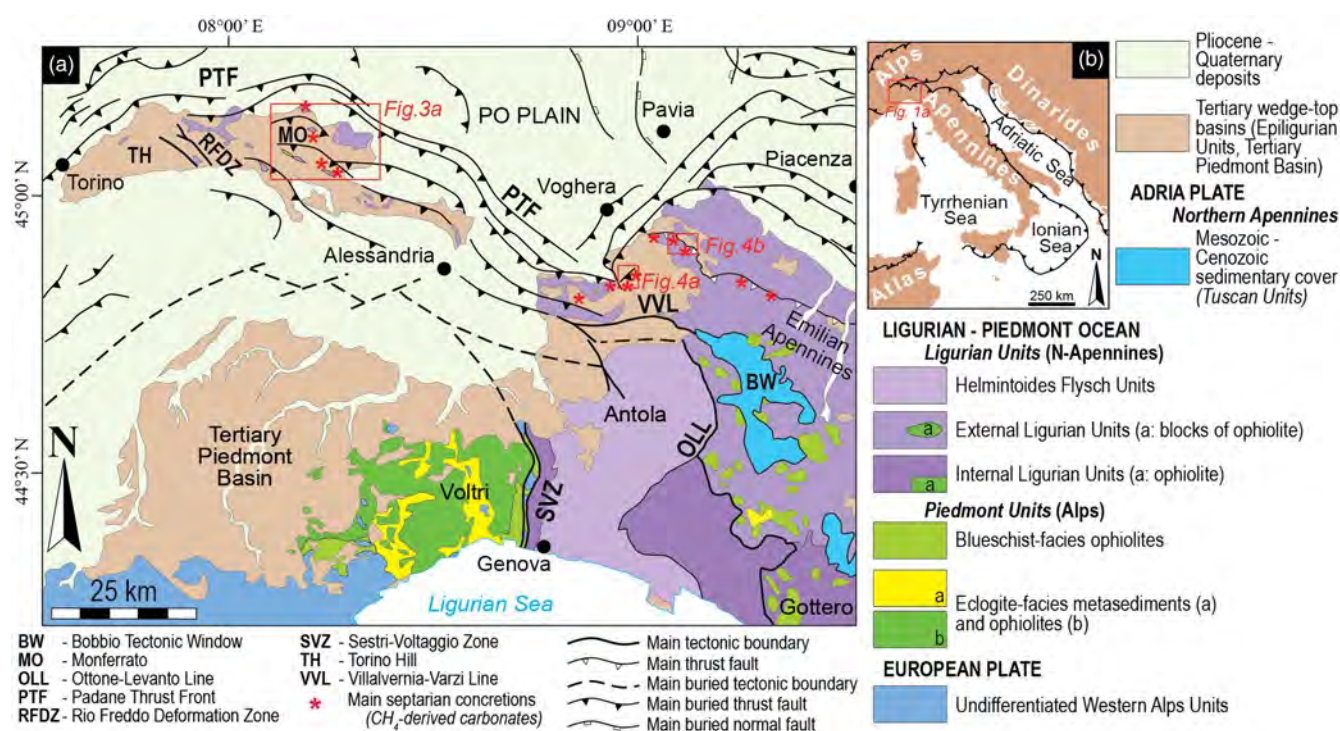 08°00' E
09°00' E
(a)
PTF
Fig.3a
PO PLAIN
Pavia
MO
TH
RFDZ
Torino
Piacenza
45°00' N
Voghera
PTF
Alessandria
Fig.4b
Fig.4a
VVL
Emilian
Apennines
BW
Antola
OLL
N
Tertiary
Piedmont
Basin
44°30' N
Voltri
SVZ
Genova
25 km
Ligurian Sea
Gottero
(b)
Alps
Dinarides
Fig. 1a
Apennines
Adriatic Sea
Tyrrhenian
Sea
Ionian
Sea
Atlas
N
250 km
Pliocene -
Quaternary
deposits
Tertiary wedge-top
basins (Epiligurian
Units, Tertiary
Piedmont Basin)
ADRIA PLATE
Northern Apennines
Mesozoic -
Cenozoic
sedimentary cover
(Tuscan Units)
LIGURIAN - PIEDMONT OCEAN
Ligurian Units (N-Apennines)
Helmintoides Flysch Units
a External Ligurian Units (a: blocks of ophiolite)
a Internal Ligurian Units (a: ophiolite)
Piedmont Units (Alps)
Blueschist-facies ophiolites
a Eclogite-facies metasediments (a)
b and ophiolites (b)
EUROPEAN PLATE
Undifferentiated Western Alps Units
BW - Bobbio Tectonic Window
MO - Monferrato
OLL - Ottone-Levanto Line
PTF - Padane Thrust Front
RFDZ - Rio Freddo Deformation Zone
SVZ - Sestri-Voltaggio Zone
TH - Torino Hill
VVL - Villalvernia-Varzi Line
* Main septarian concretions
(CH4-derived carbonates)
Main tectonic boundary
Main thrust fault
Main buried tectonic boundary
Main buried thrust fault
Main buried normal fault